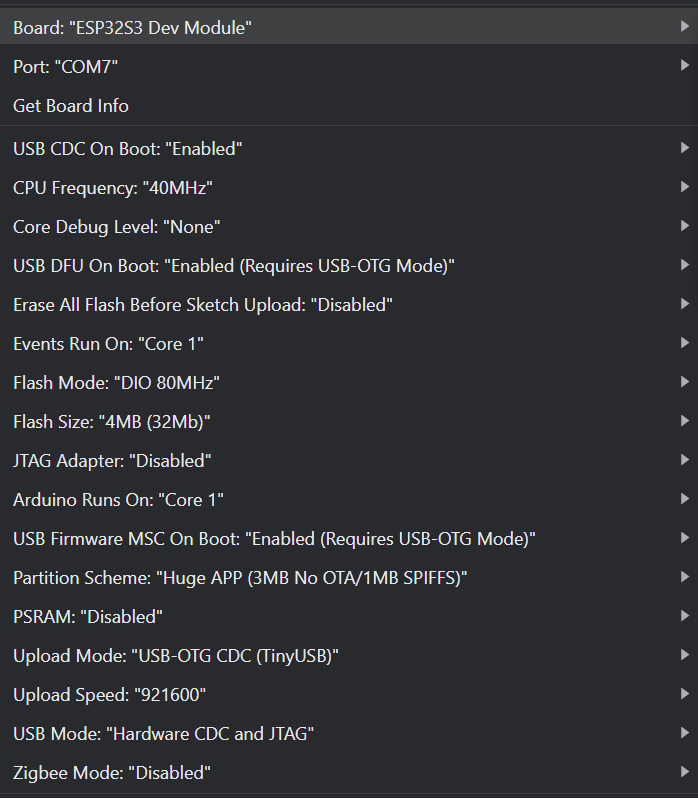 Board: "ESP32S3 Dev Module"
Port: "COM7"
Get Board Info
USB CDC On Boot: "Enabled"
CPU Frequency: "40MHz"
Core Debug Level: "None"
USB DFU On Boot: "Enabled (Requires USB-OTG Mode)"
Erase All Flash Before Sketch Upload: "Disabled"
Events Run On: "Core 1"
Flash Mode: "DIO 80MHz"
Flash Size: "4MB (32Mb)"
JTAG Adapter: "Disabled"
Arduino Runs On: "Core 1"
USB Firmware MSC On Boot: "Enabled (Requires USB-OTG Mode)"
Partition Scheme: "Huge APP (3MB No OTA/1MB SPIFFS)"
PSRAM: "Disabled"
Upload Mode: "USB-OTG CDC (TinyUSB)"
Upload Speed: "921600"
USB Mode: "Hardware CDC and JTAG"
Zigbee Mode: "Disabled"